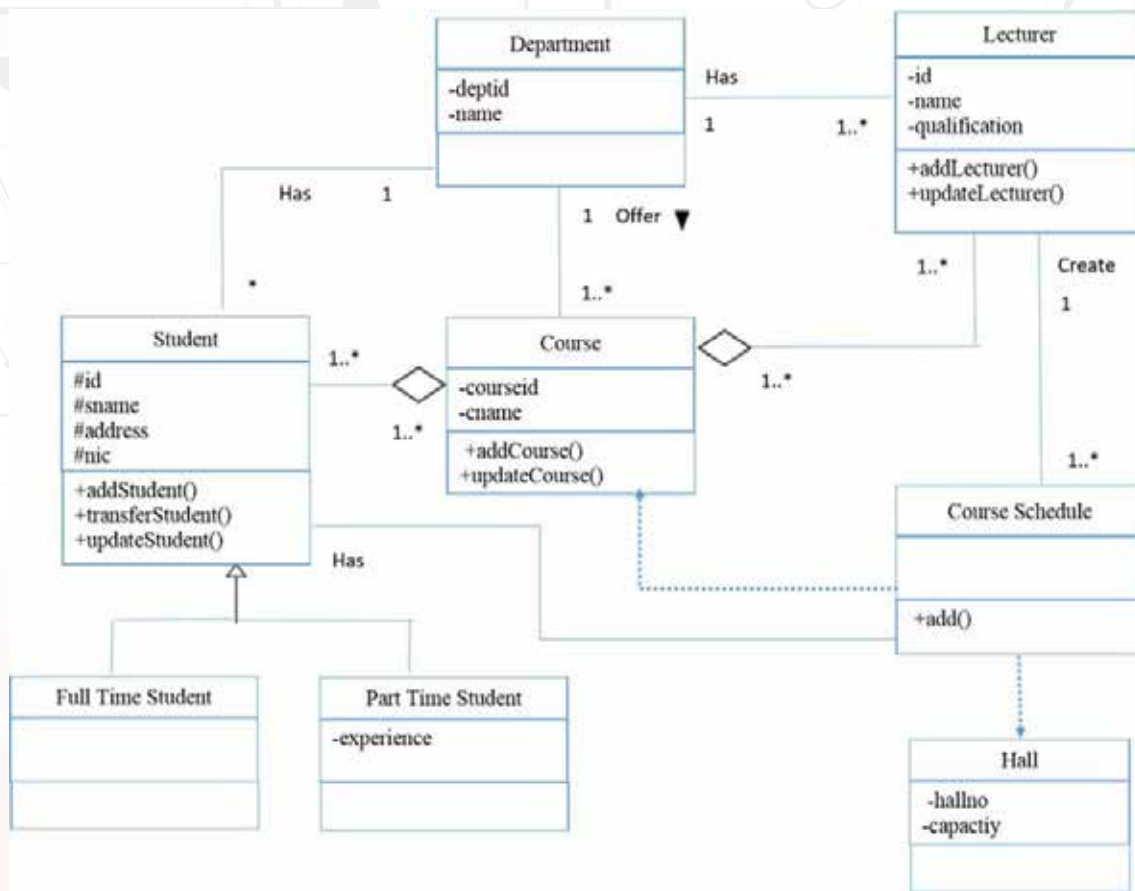 Department
-deptid
-name
Lecturer
-id
-name
-qualification
+addLecturer()
+updateLecturer()
Has
1
1..*
Has
1
*
1
Offer
1..*
1..*
Create
1
1..*
Student
#id
#sname
#address
#nic
+addStudent()
+transferStudent()
+updateStudent()
1..*
1..*
Course
-courseid
-cname
+addCourse()
+updateCourse()
1..*
Course Schedule
+add()
Has
Full Time Student
Part Time Student
-experience
Hall
-hallno
-capactiy